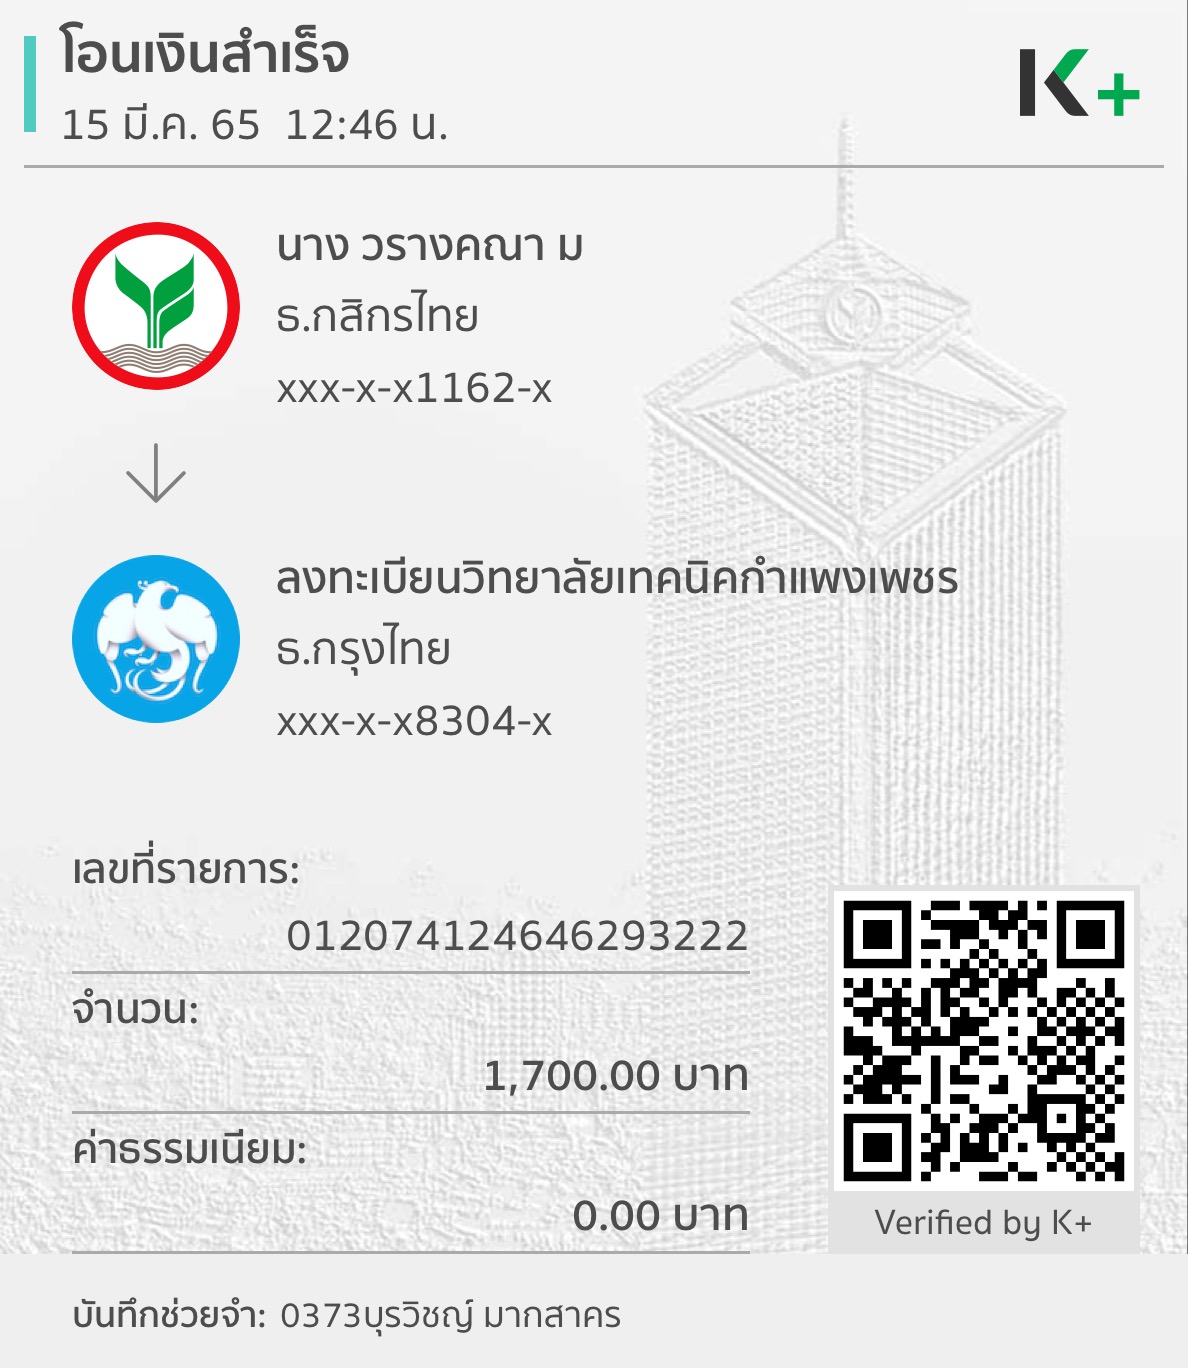 โอนเงินสำเร็จ
15 มี.ค. 65 12:46 น.
K+
นาง วรางคณา ม
ธ.กสิกรไทย
xxx-x-x1162-x
ลงทะเบียนวิทยาลัยเทคนิคกำแพงเพชร
ธ.กรุงไทย
xxx-x-x8304-x
เลขที่รายการ:
012074124646293222
จำนวน:
1,700.00 บาท
ค่าธรรมเนียม:
0.00 บาท
Verified by K+
บันทึกช่วยจำ: 0373บุรวิชญ์ มากสาคร